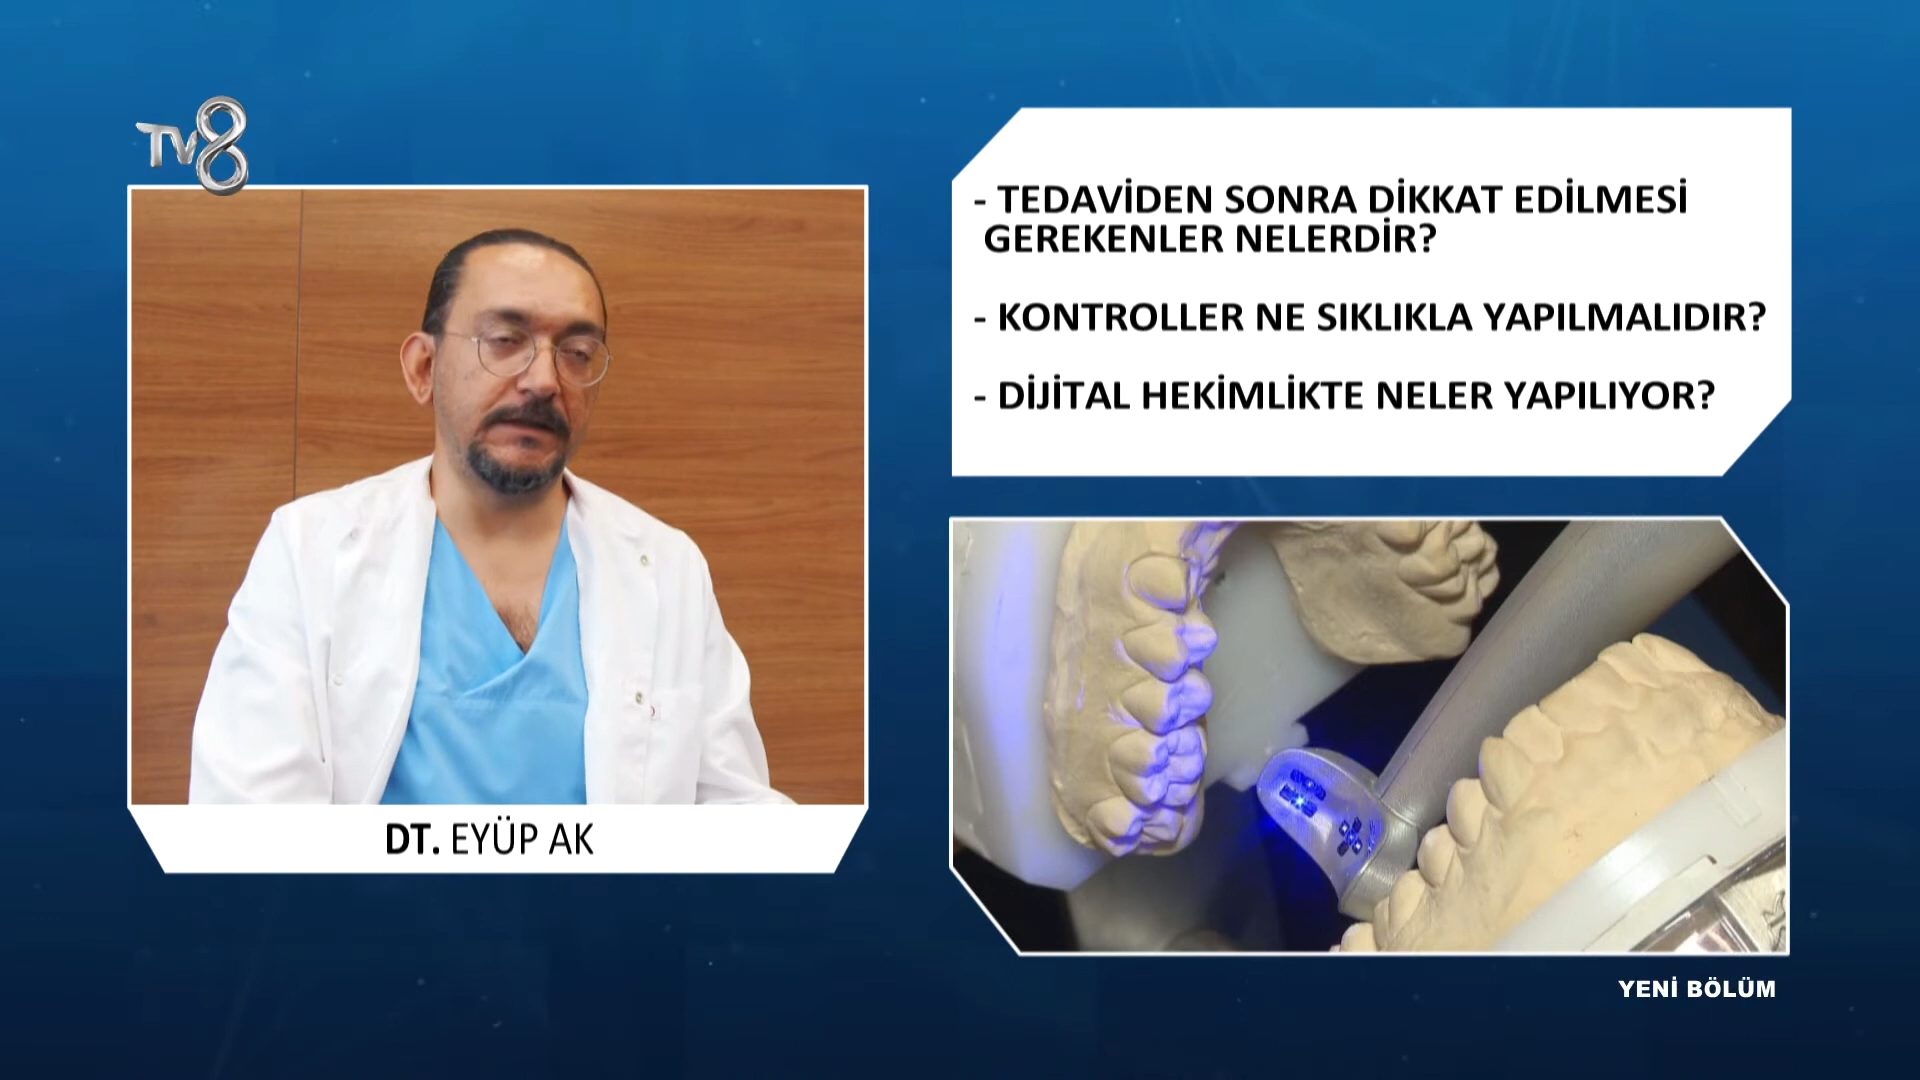 TV8
- TEDAVİDEN SONRA DİKKAT EDİLMESİ
GEREKENLER NELERDİR?
- KONTROLLER NE SIKLIKLA YAPILMALIDIR?
- DİJİTAL HEKİMLİKTE NELER YAPILIYOR?
DT. EYÜP AK
YENİ BÖLÜM